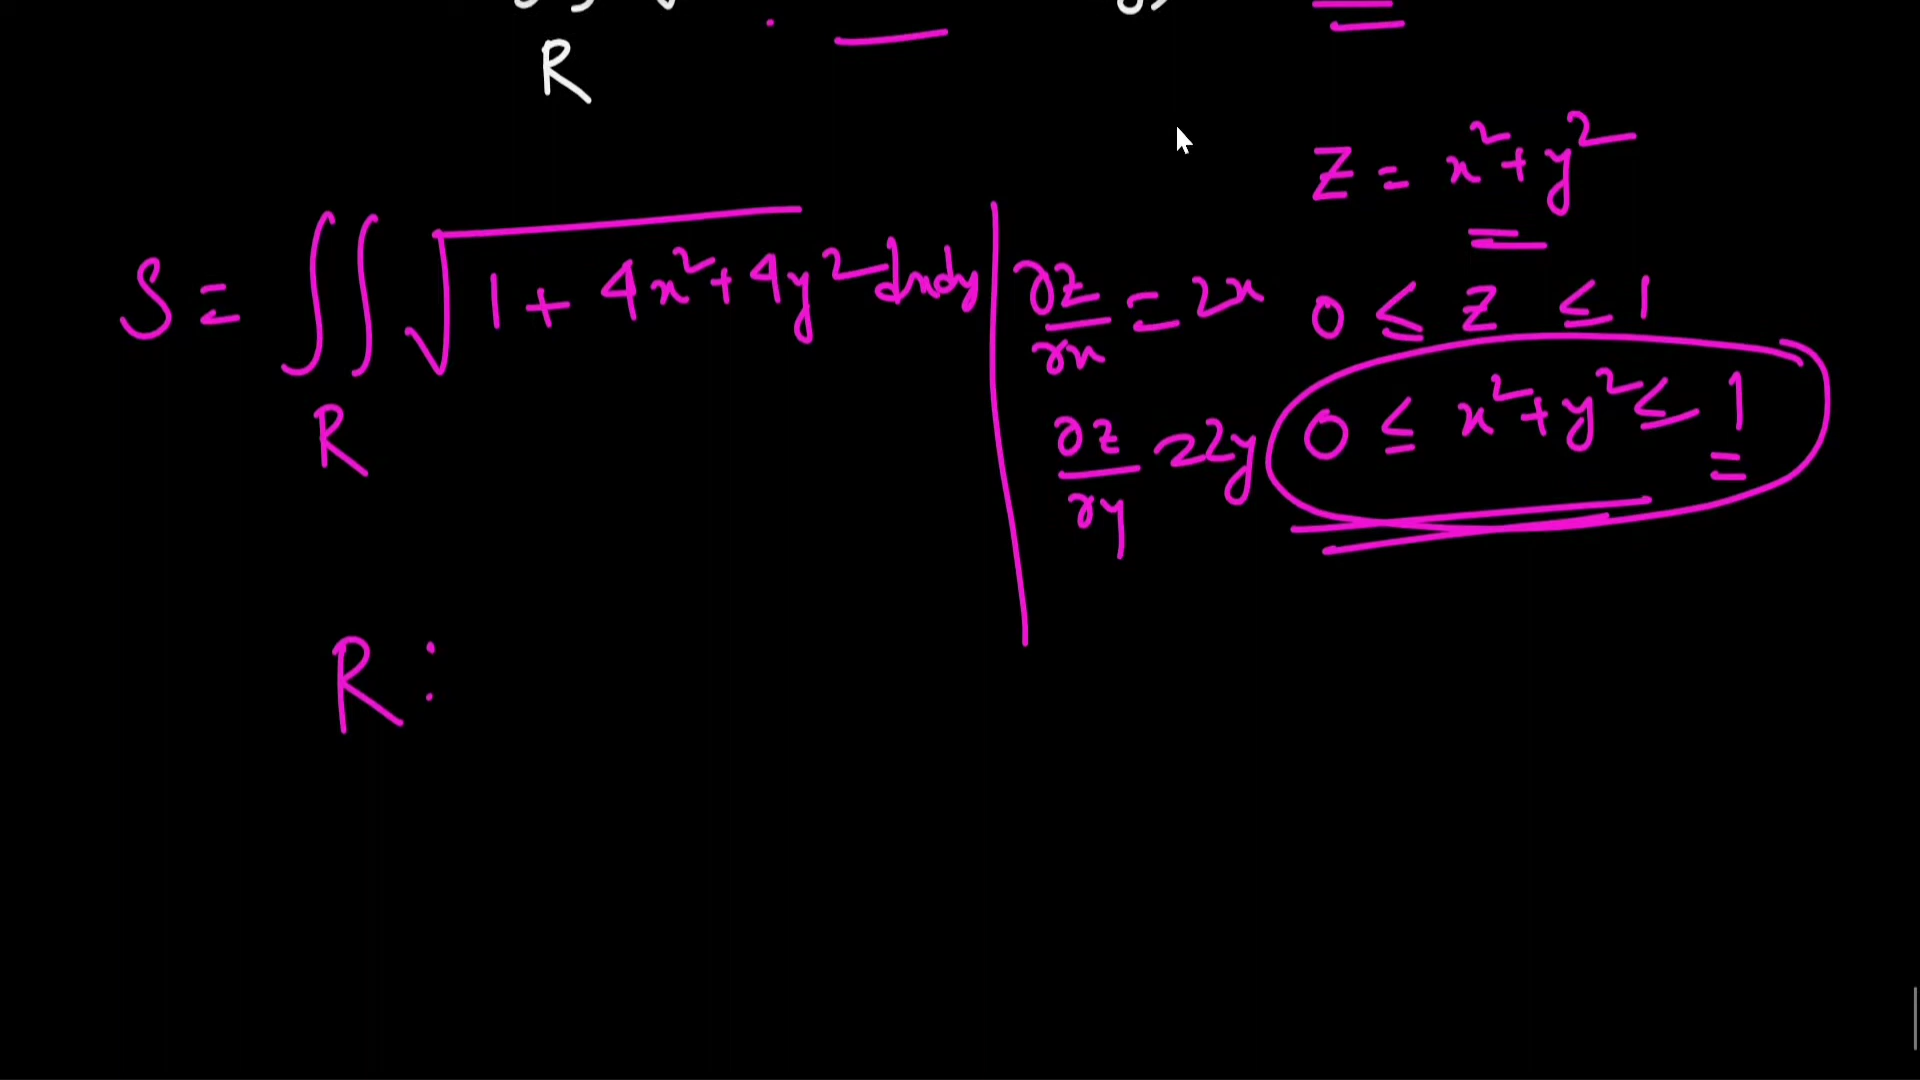 R
Z = x² + y²
S = ∬ √1 + 4x² + 4y² dxdy
R
∂z/∂x = 2x
0 ≤ Z ≤ 1
∂z/∂y = 2y
0 ≤ x² + y² ≤ 1
R :